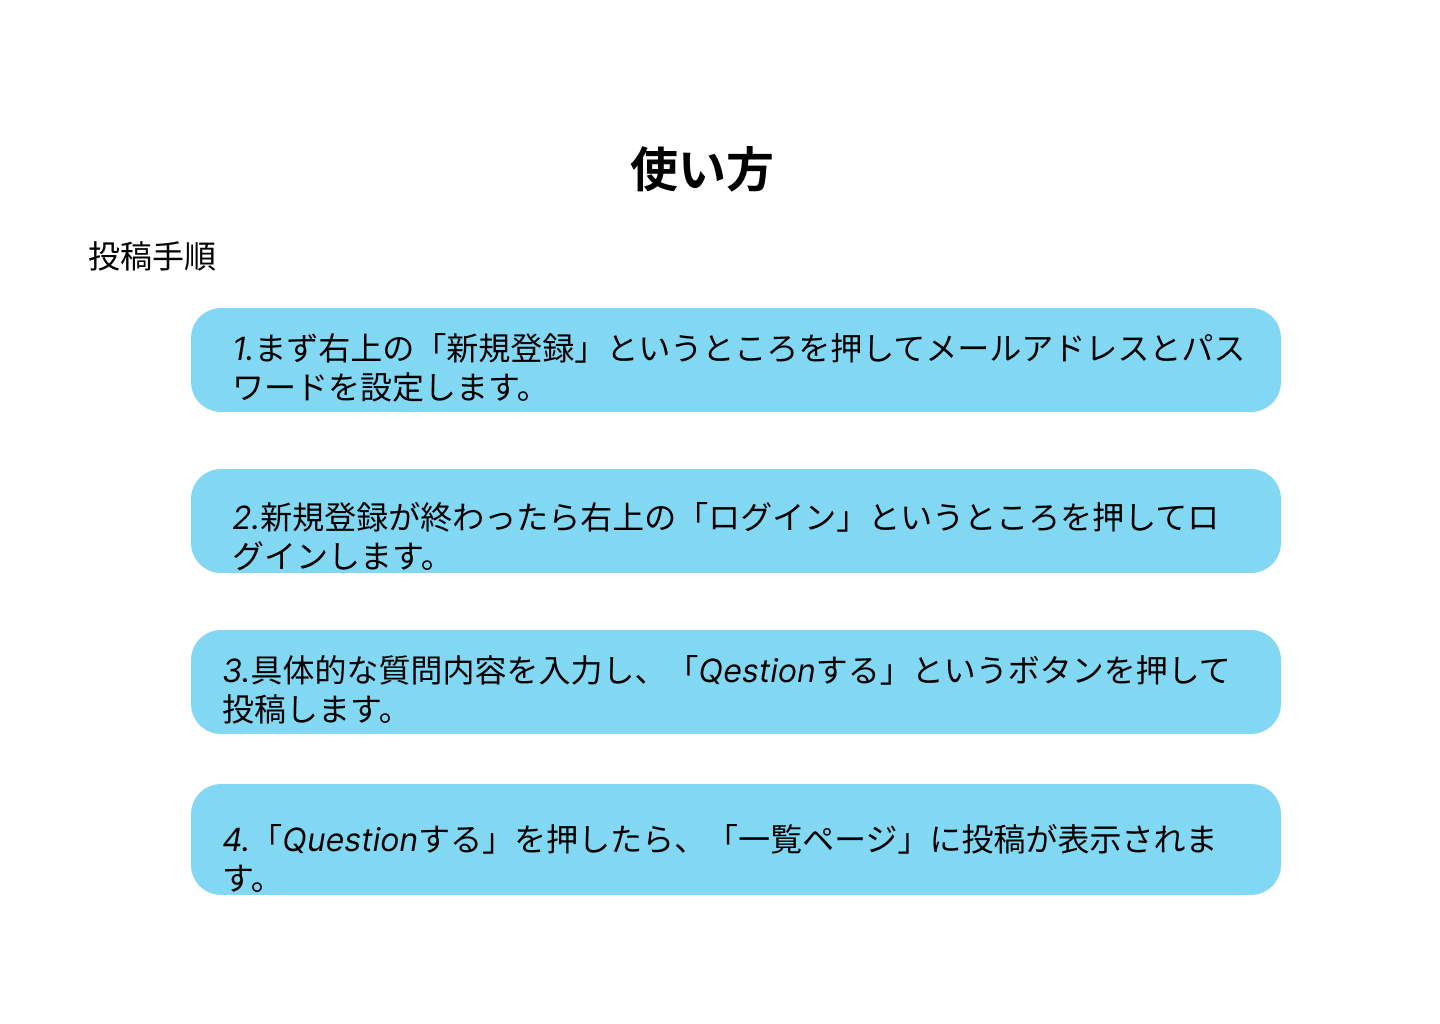 使い方
投稿手順
1.まず右上の「新規登録」というところを押してメールアドレスとパス
ワードを設定します。
2.新規登録が終わったら右上の「ログイン」というところを押してロ
グインします。
3.具体的な質問内容を入力し、「Qestionする」というボタンを押して
投稿します。
4.「Questionする」を押したら、「一覧ページ」に投稿が表示されま
す。